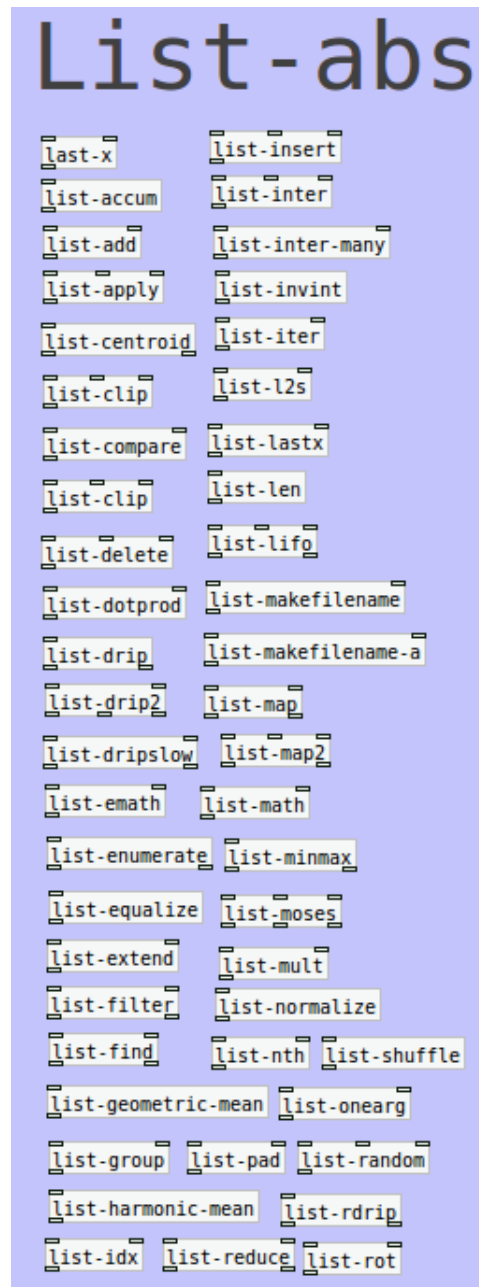 List-abs
last-x
list-insert
list-accum
list-inter
list-add
list-inter-many
list-apply
list-invint
list-centroid
list-iter
list-clip
list-l2s
list-compare
list-lastx
list-clip
list-len
list-delete
list-lifo
list-dotprod
list-makefilename
list-drip
list-makefilename-a
list-drip2
list-map
list-dripslow
list-map2
list-emath
list-math
list-enumerate
list-minmax
list-equalize
list-moses
list-extend
list-mult
list-filter
list-normalize
list-find
list-nth
list-shuffle
list-geometric-mean
list-onearg
list-group
list-pad
list-random
list-harmonic-mean
list-rdrip
list-idx
list-reduce
list-rot